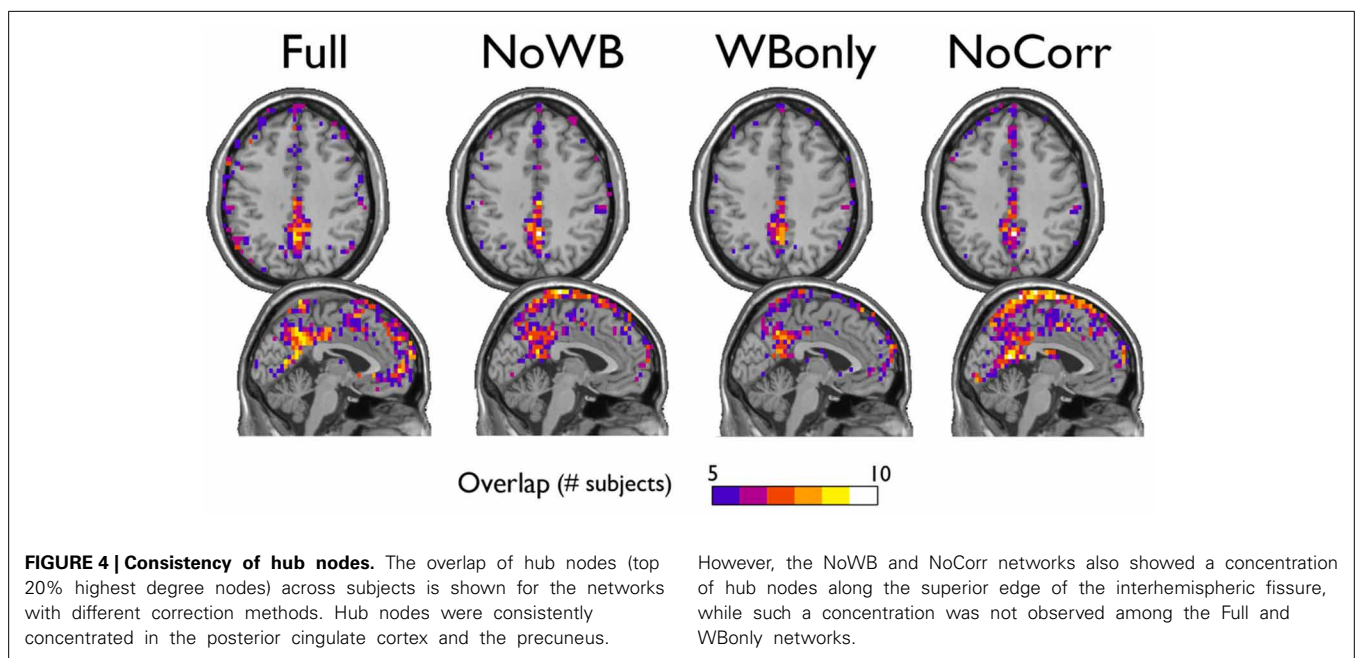 Full NoWB WBonly NoCorr
Overlap (# subjects) 5 10
FIGURE 4 | Consistency of hub nodes. The overlap of hub nodes (top
20% highest degree nodes) across subjects is shown for the networks
with different correction methods. Hub nodes were consistently
concentrated in the posterior cingulate cortex and the precuneus.
However, the NoWB and NoCorr networks also showed a concentration
of hub nodes along the superior edge of the interhemispheric fissure,
while such a concentration was not observed among the Full and
WBonly networks.